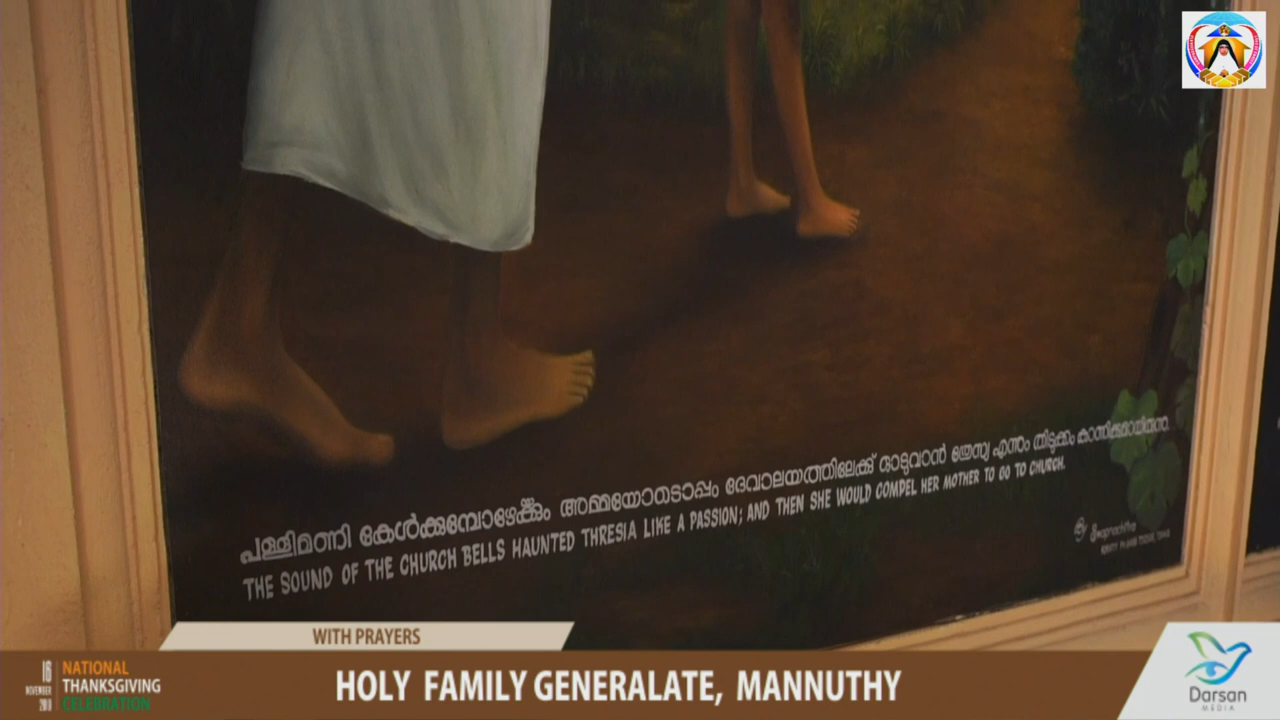 പള്ളിമണി കേൾക്കുമ്പോഴേക്കും അമ്മയോടൊപ്പം ദേവാലയത്തിലേക്ക് ഓടുവാൻ ത്രേസ്യ എന്നും തിടുക്കം കാണിക്കുമായിരുന്നു.
THE SOUND OF THE CHURCH BELLS HAUNTED THRESIA LIKE A PASSION; AND THEN SHE WOULD COMPEL HER MOTHER TO GO TO CHURCH.
WITH PRAYERS
16 NOVEMBER
NATIONAL
THANKSGIVING
CELEBRATION
HOLY FAMILY GENERALATE, MANNUTHY
Darsan
MEDIA